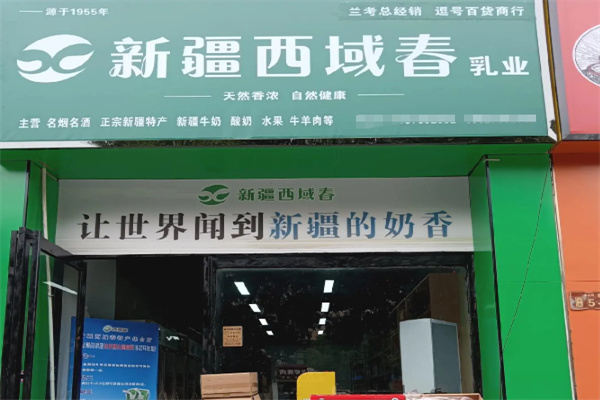 源于1955年
兰考总经销 逗号百货商行
新疆西域春乳业
天然香浓 自然健康
主营 名烟名酒 正宗新疆特产 新疆牛奶 酸奶 水果 牛羊肉等
新疆西域春
让世界闻到新疆的奶香